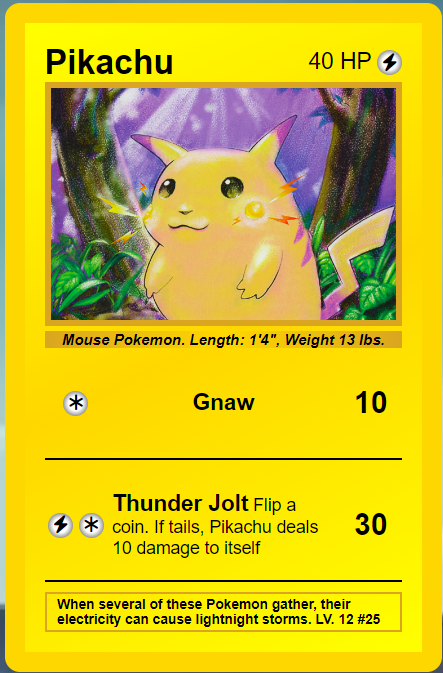 Pikachu 40 HP
Mouse Pokemon. Length: 1'4", Weight 13 lbs.
Gnaw 10
Thunder Jolt Flip a
coin. If tails, Pikachu deals
10 damage to itself
30
When several of these Pokemon gather, their
electricity can cause lightnight storms. LV. 12 #25